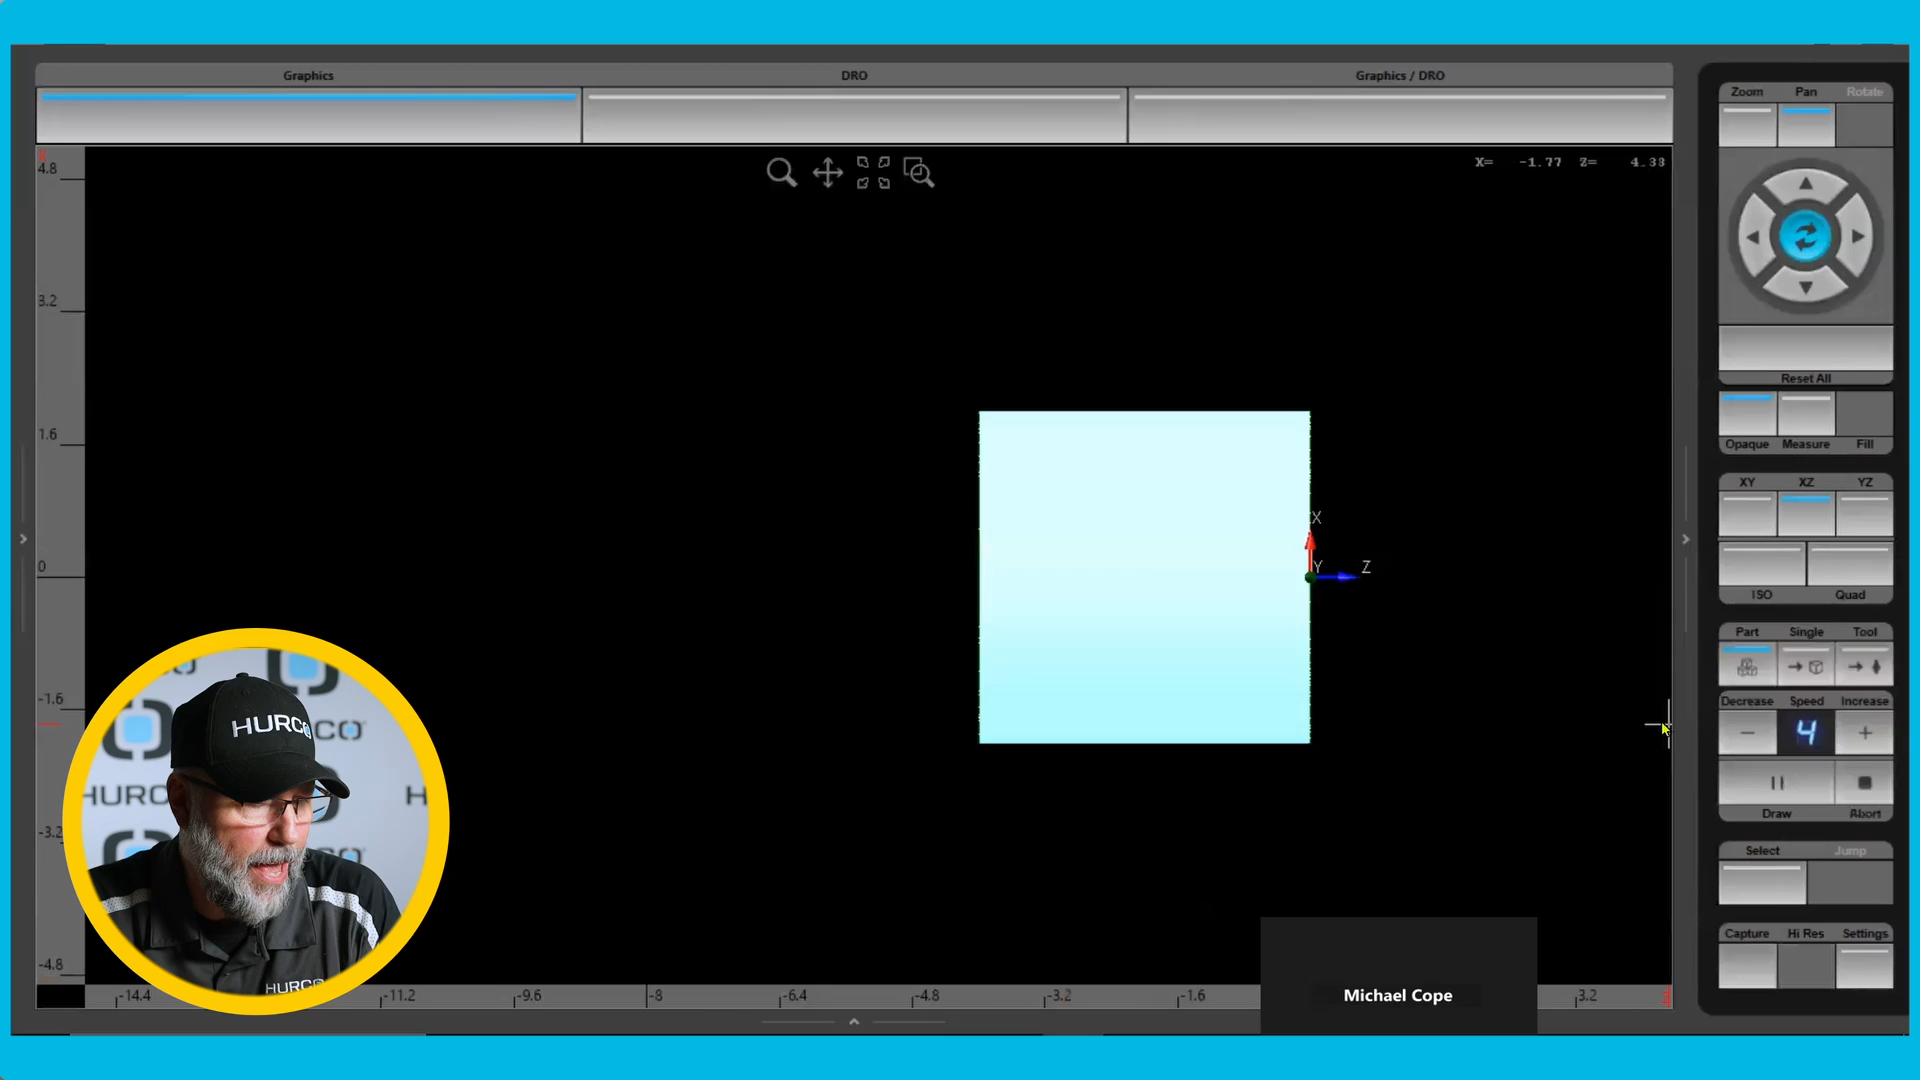 Graphics DRO Graphics / DRO
Zoom Pan Rotate
X= -1.77 Z= 4.33
4.8
3.2
1.6
0
-1.6
-3.2
-4.8
X
Y Z
Reset All
Opaque Measure Fill
XY XZ YZ
ISO Quad
Part Single Tool
Decrease Speed Increase
4
Draw Abort
Select Jump
Capture Hi Res Settings
HURCO
HURCO
-14.4 -11.2 -9.6 -8 -6.4 -4.8 -3.2 -1.6 3.2
Michael Cope